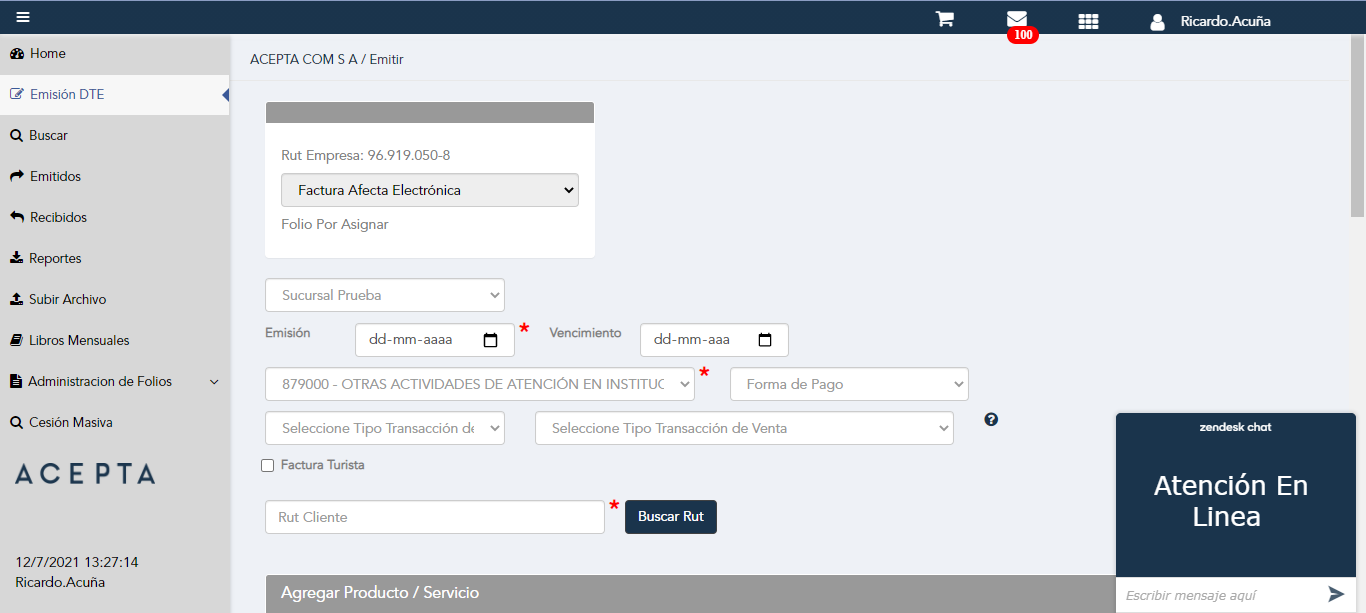 Ricardo.Acuña
100
Home
Emisión DTE
Buscar
Emitidos
Recibidos
Reportes
Subir Archivo
Libros Mensuales
Administracion de Folios
Cesión Masiva
ACEPTA
12/7/2021 13:27:14
Ricardo.Acuña
ACEPTA COM S A / Emitir
Rut Empresa: 96.919.050-8
Factura Afecta Electrónica
Folio Por Asignar
Sucursal Prueba
Emisión dd-mm-aaaa * Vencimiento dd-mm-aaa
879000 - OTRAS ACTIVIDADES DE ATENCIÓN EN INSTITUC * Forma de Pago
Seleccione Tipo Transacción de Seleccione Tipo Transacción de Venta ?
Factura Turista
Rut Cliente * Buscar Rut
Agregar Producto / Servicio
zendesk chat
Atención En
Linea
Escribir mensaje aquí